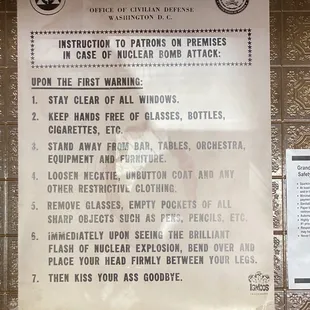 OFFICE OF CIVILIAN DEFENSE
WASHINGTON D. C.
INSTRUCTION TO PATRONS ON PREMISES
IN CASE OF NUCLEAR BOMB ATTACK:
UPON THE FIRST WARNING:
1. STAY CLEAR OF ALL WINDOWS.
2. KEEP HANDS FREE OF GLASSES, BOTTLES,
CIGARETTES, ETC.
3. STAND AWAY FROM BAR, TABLES, ORCHESTRA,
EQUIPMENT AND FURNITURE.
4. LOOSEN NECKTIE, UNBUTTON COAT AND ANY
OTHER RESTRICTIVE CLOTHING.
5. REMOVE GLASSES, EMPTY POCKETS OF ALL
SHARP OBJECTS SUCH AS PENS, PENCILS, ETC.
6. IMMEDIATELY UPON SEEING THE BRILLIANT
FLASH OF NUCLEAR EXPLOSION, BEND OVER AND
PLACE YOUR HEAD FIRMLY BETWEEN YOUR LEGS.
7. THEN KISS YOUR ASS GOODBYE.
Safety